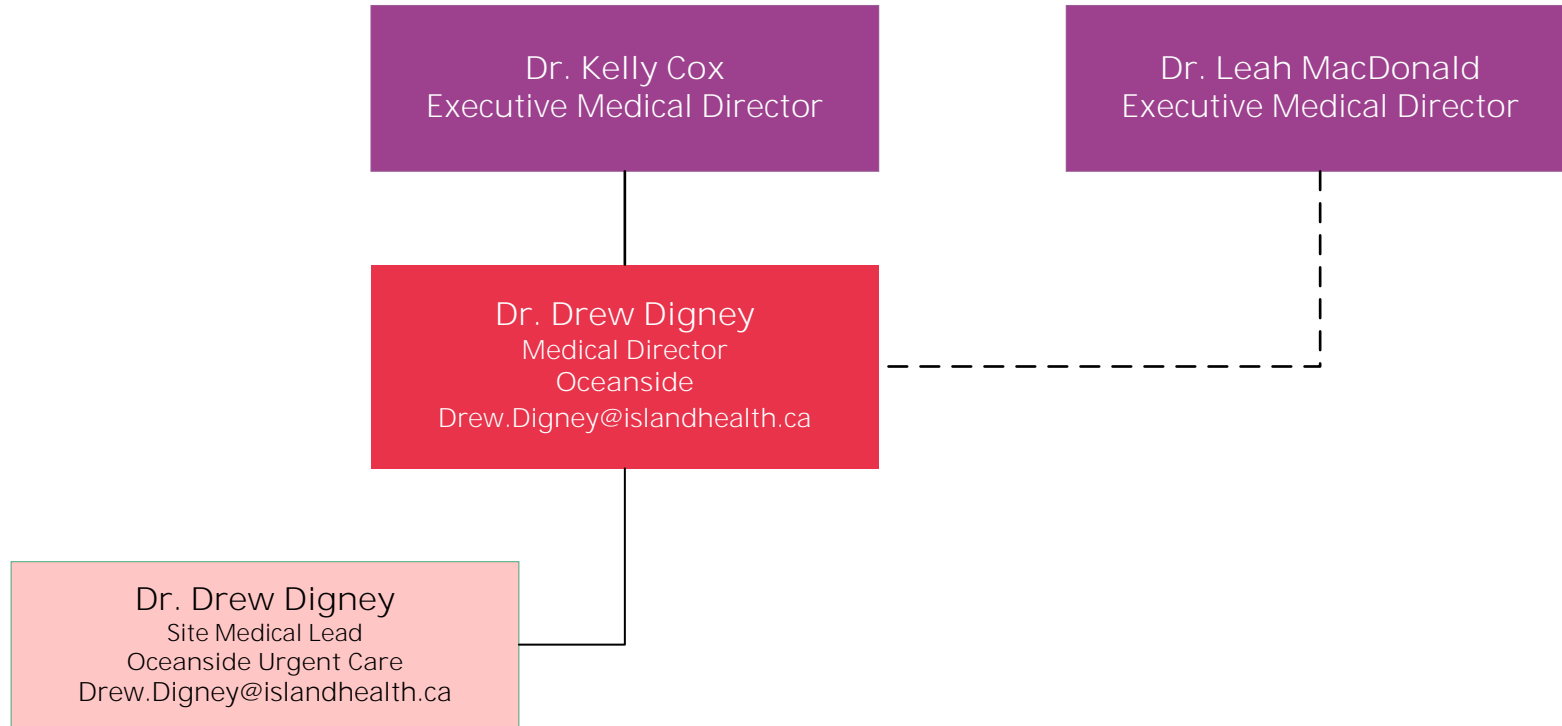 Dr. Kelly Cox
Executive Medical Director
Dr. Leah MacDonald
Executive Medical Director
Dr. Drew Digney
Medical Director
Oceanside
Drew.Digney@islandhealth.ca
Dr. Drew Digney
Site Medical Lead
Oceanside Urgent Care
Drew.Digney@islandhealth.ca